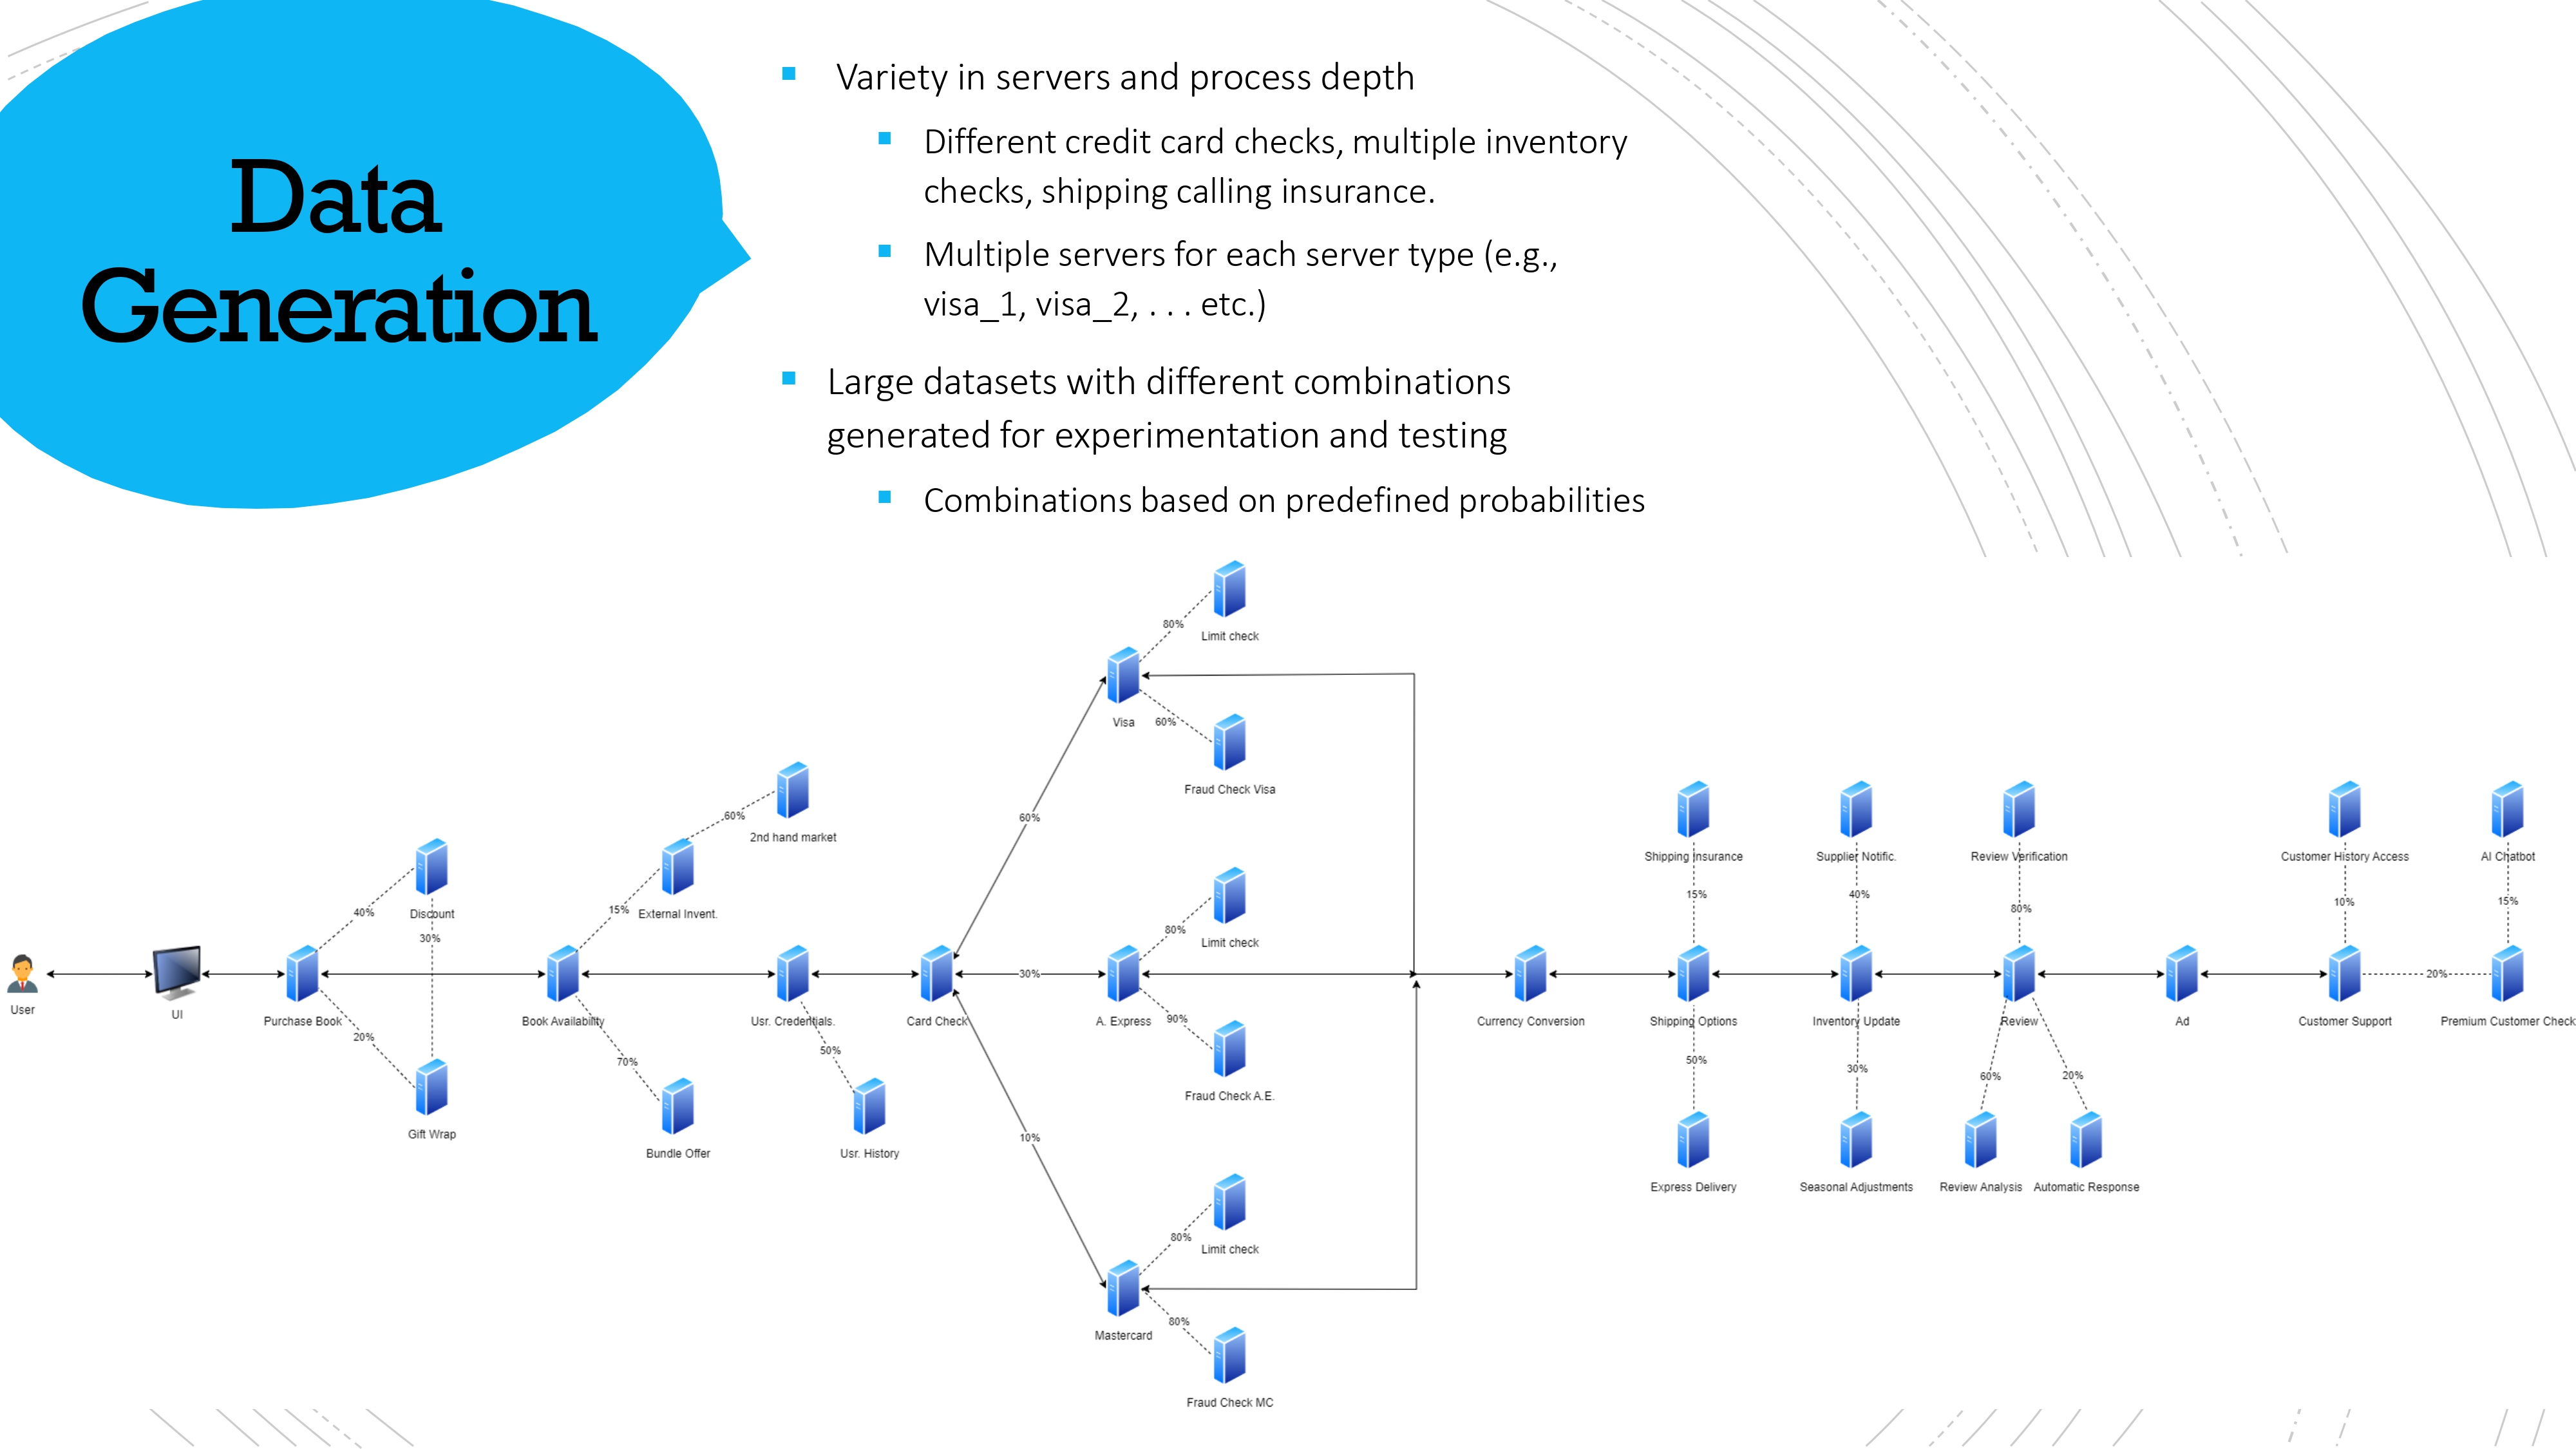 Data
Generation
Variety in servers and process depth
Different credit card checks, multiple inventory
checks, shipping calling insurance.
Multiple servers for each server type (e.g.,
visa_1, visa_2, . . . etc.)
Large datasets with different combinations
generated for experimentation and testing
Combinations based on predefined probabilities
User
UI
Purchase Book
40%
Discount
30%
20%
Gift Wrap
Book Availability
15%
External Invent.
60%
2nd hand market
70%
Bundle Offer
Usr. Credentials.
50%
Usr. History
Card Check
60%
30%
10%
Visa
80%
Limit check
60%
Fraud Check Visa
A. Express
80%
Limit check
90%
Fraud Check A.E.
Mastercard
80%
Limit check
80%
Fraud Check MC
Currency Conversion
Shipping Insurance
15%
Shipping Options
50%
Express Delivery
Supplier Notific.
40%
Inventory Update
30%
Seasonal Adjustments
Review Verification
80%
Review
60%
20%
Review Analysis
Automatic Response
Ad
Customer History Access
10%
Customer Support
20%
AI Chatbot
15%
Premium Customer Check